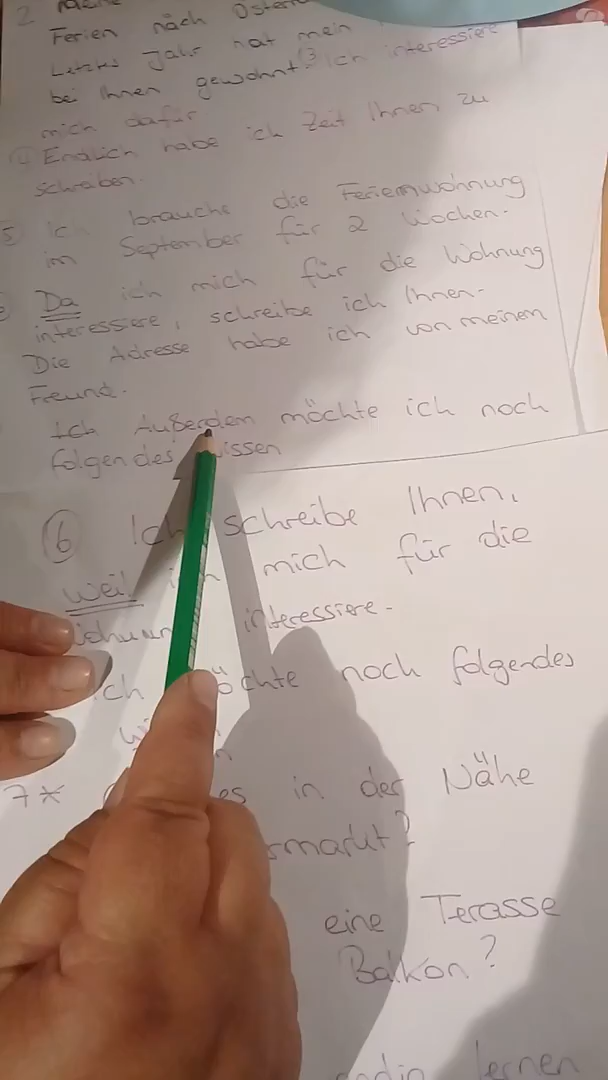 2 Meine
Ferien nach Ostern
Letztes Jahr hat mein
bei Ihnen gewohnt. (3 Ich interessiere
mich dafür
4 Endlich habe ich Zeit Ihnen zu
schreiben.
5 Ich brauche die Ferienwohnung
im September für 2 Wochen.
Da ich mich für die Wohnung
interessiere, schreibe ich Ihnen.
Die Adresse habe ich von meinem
Freund.
Ich Außerden möchte ich noch
folgendes wissen
6 Ich schreibe Ihnen,
weil ich mich für die
interessiere.
noch folgendes
7* es in der Nähe
eine Terasse
Balkon?
lernen